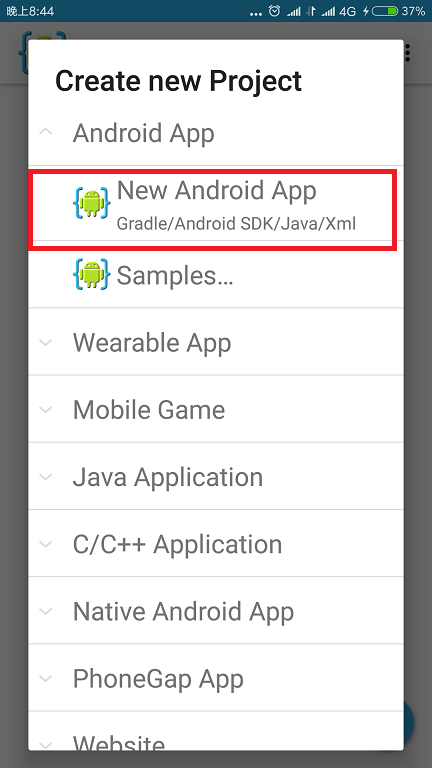 晚上8:44
... 4G 37%
Create new Project
Android App
New Android App
Gradle/Android SDK/Java/Xml
Samples...
Wearable App
Mobile Game
Java Application
C/C++ Application
Native Android App
PhoneGap App
Website